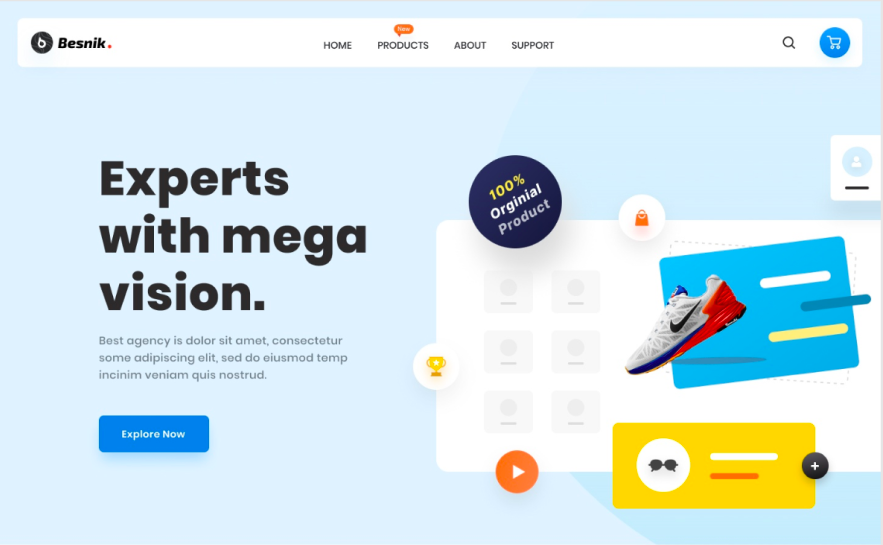 Besnik.
HOME
New
PRODUCTS
ABOUT
SUPPORT
Experts
with mega
vision.
Best agency is dolor sit amet, consectetur
some adipiscing elit, sed do eiusmod temp
incinim veniam quis nostrud.
Explore Now
100%
Orginial
Product